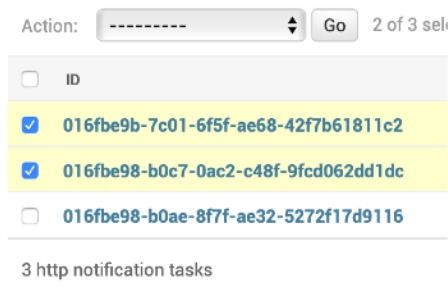 Action: --------- Go 2 of 3 sel
ID
016fbe9b-7c01-6f5f-ae68-42f7b61811c2
016fbe98-b0c7-0ac2-c48f-9fcd062dd1dc
016fbe98-b0ae-8f7f-ae32-5272f17d9116
3 http notification tasks